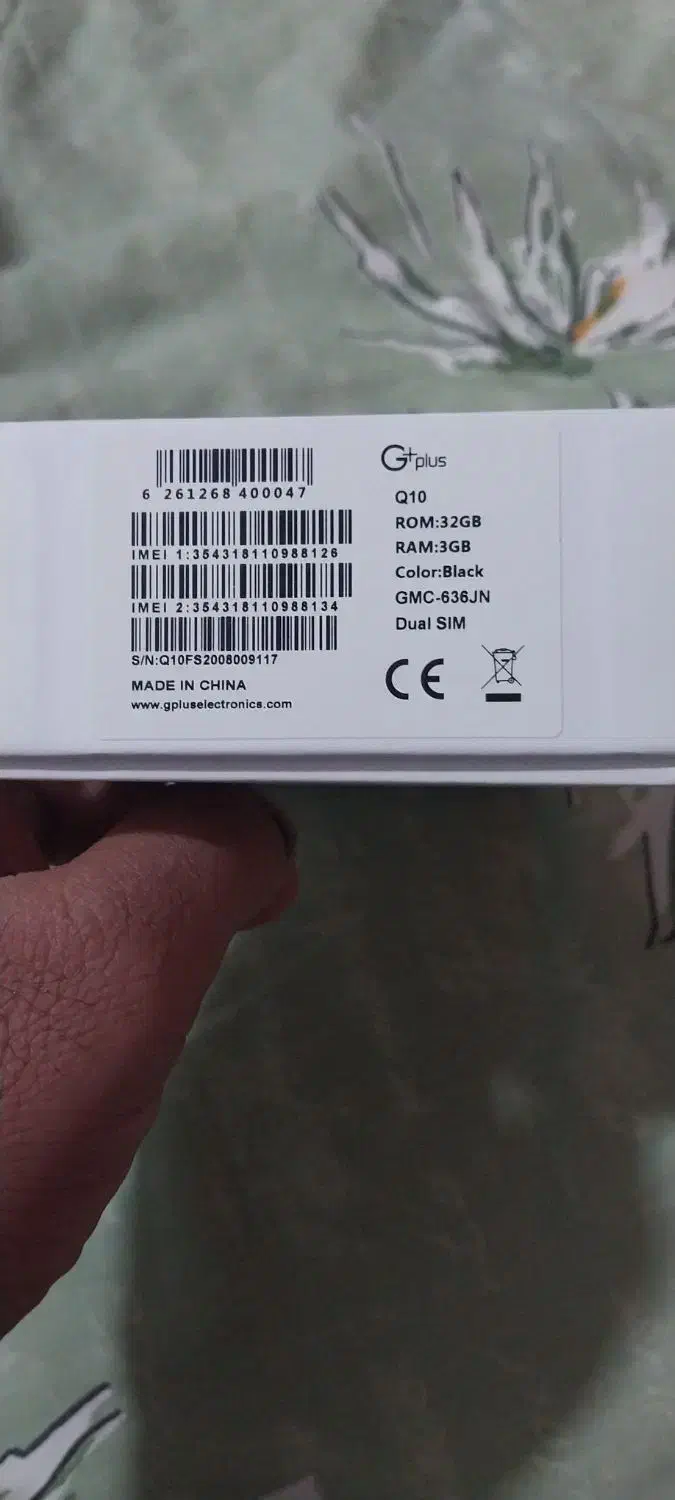 6 261268 400047
IMEI 1:354318110988126
IMEI 2:354318110988134
S/N:Q10FS2008009117
MADE IN CHINA
www.gpluselectronics.com
G+plus
Q10
ROM:32GB
RAM:3GB
Color:Black
GMC-636JN
Dual SIM
CE